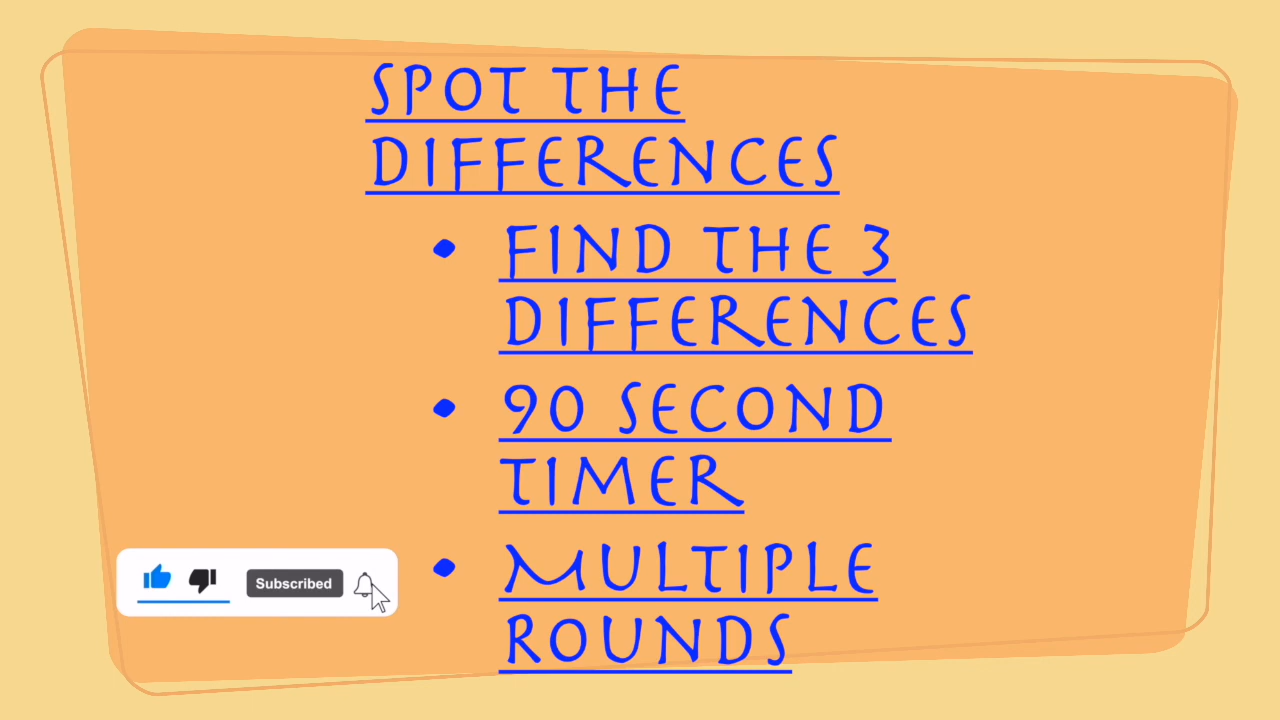 SPOT THE
DIFFERENCES
• FIND THE 3
DIFFERENCES
• 90 SECOND
TIMER
• MULTIPLE
ROUNDS
Subscribed